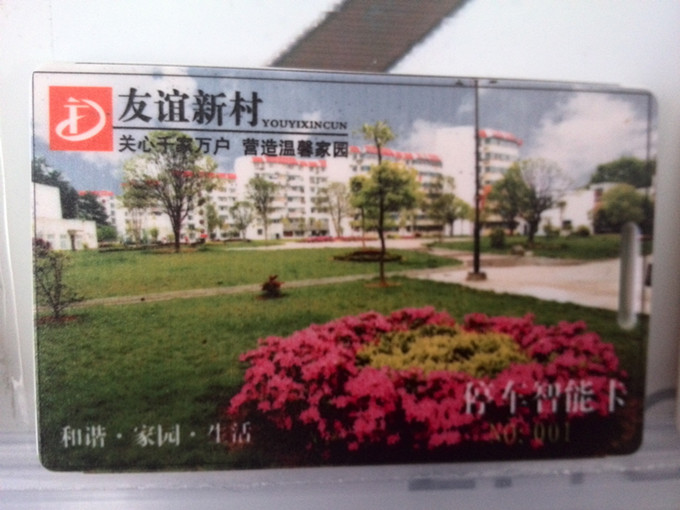 友谊新村
YOUYIXINCUN
关心千家万户 营造温馨家园
停车智能卡
和谐·家园·生活
NO: 001